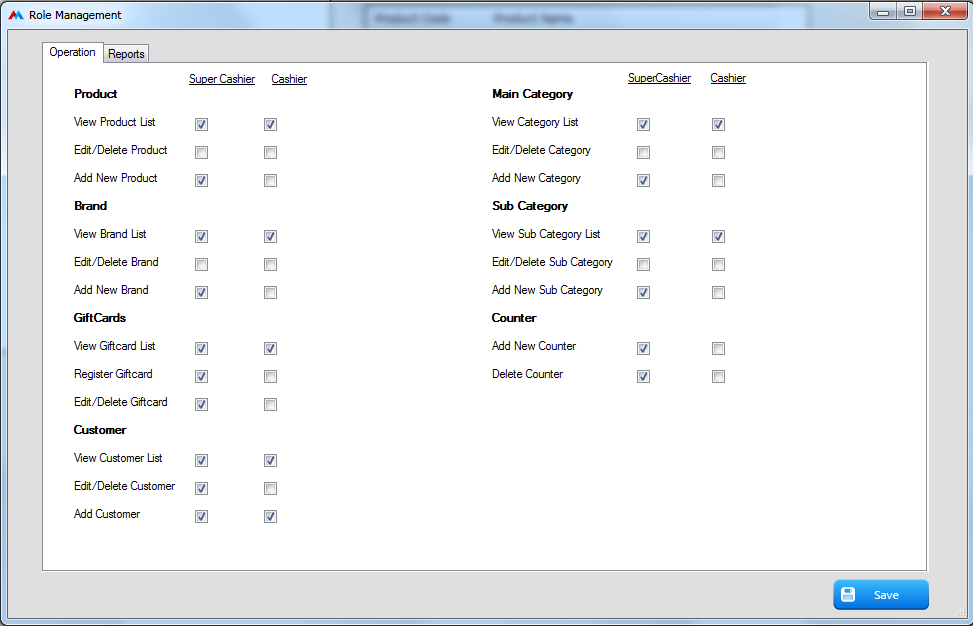 Product Code Product Name
Role Management
Operation Reports
Super Cashier Cashier
Product
View Product List
Edit/Delete Product
Add New Product
Brand
View Brand List
Edit/Delete Brand
Add New Brand
GiftCards
View Giftcard List
Register Giftcard
Edit/Delete Giftcard
Customer
View Customer List
Edit/Delete Customer
Add Customer
SuperCashier Cashier
Main Category
View Category List
Edit/Delete Category
Add New Category
Sub Category
View Sub Category List
Edit/Delete Sub Category
Add New Sub Category
Counter
Add New Counter
Delete Counter
Save